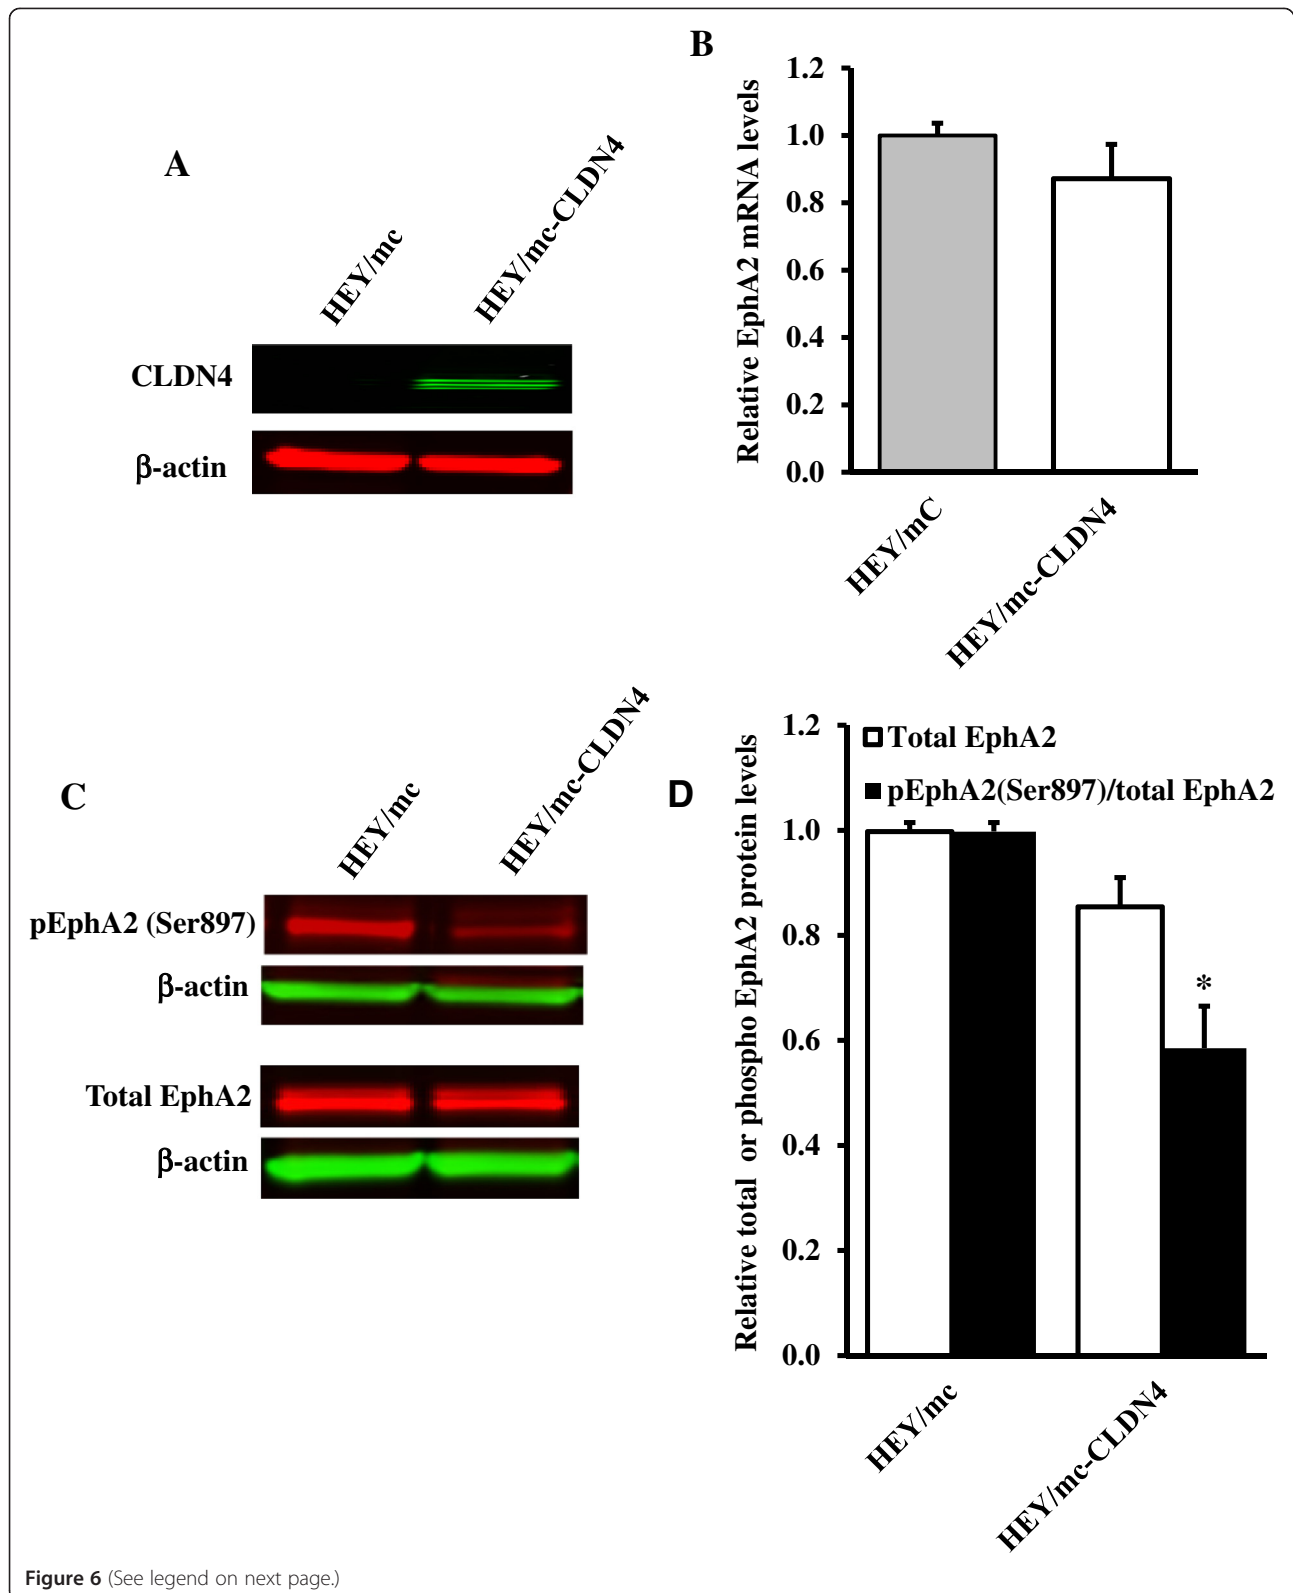 A
HEY/mc
HEY/mc-CLDN4
CLDN4
β-actin
B
Relative EphA2 mRNA levels
1.2
1.0
0.8
0.6
0.4
0.2
0.0
HEY/mC
HEY/mc-CLDN4
C
HEY/mc
HEY/mc-CLDN4
pEphA2 (Ser897)
β-actin
Total EphA2
β-actin
D
Relative total or phospho EphA2 protein levels
1.2
1.0
0.8
0.6
0.4
0.2
0.0
Total EphA2
pEphA2(Ser897)/total EphA2
*
HEY/mc
HEY/mc-CLDN4
Figure 6 (See legend on next page.)